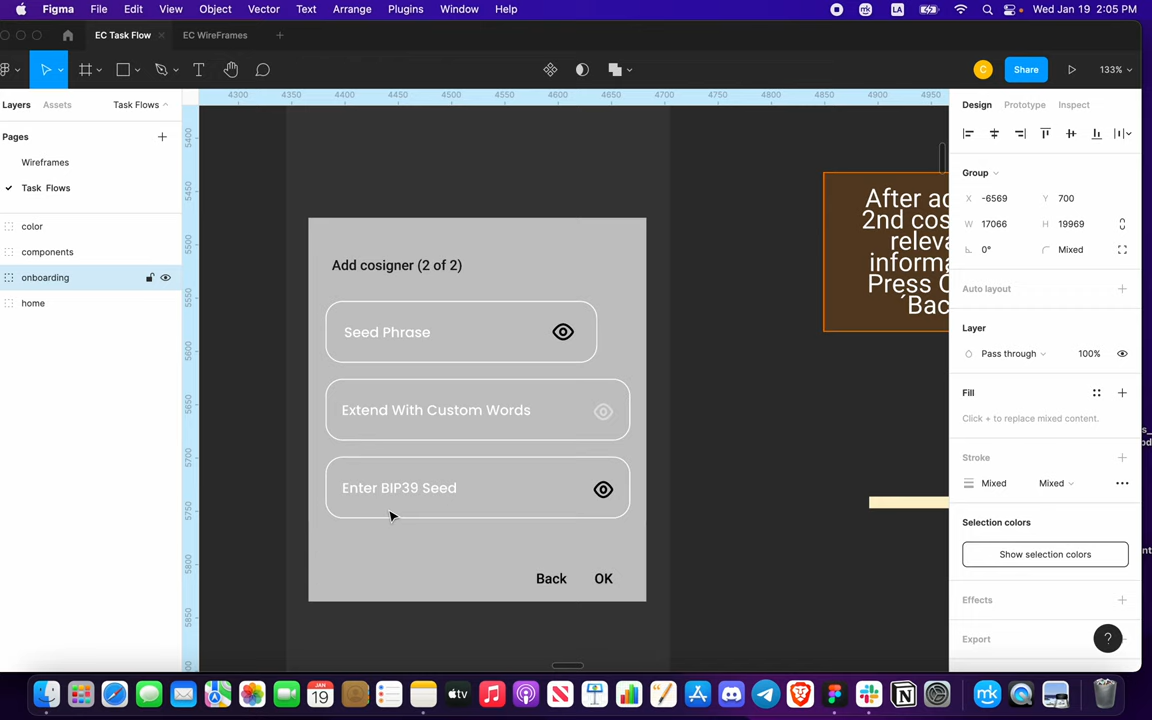 Figma File Edit View Object Vector Text Arrange Plugins Window Help
mk LA Wed Jan 19 2:05 PM
EC Task Flow EC WireFrames
C Share 133%
Layers Assets Task Flows
Pages
Wireframes
Task Flows
color
components
onboarding
home
4300 4350 4400 4450 4500 4550 4600 4650 4700 4750 4800 4850 4900 4950
5400
5450
5500
5550
5600
5650
5700
5750
5800
5850
Add cosigner (2 of 2)
Seed Phrase
Extend With Custom Words
Enter BIP39 Seed
Back OK
After ad
2nd cos
releva
informa
Press C
´Bac
Design Prototype Inspect
Group
X -6569 Y 700
W 17066 H 19969
0° Mixed
Auto layout
Layer
Pass through 100%
Fill
Click + to replace mixed content.
Stroke
Mixed Mixed
Selection colors
Show selection colors
Effects
Export
?
JAN
19
tv
mk